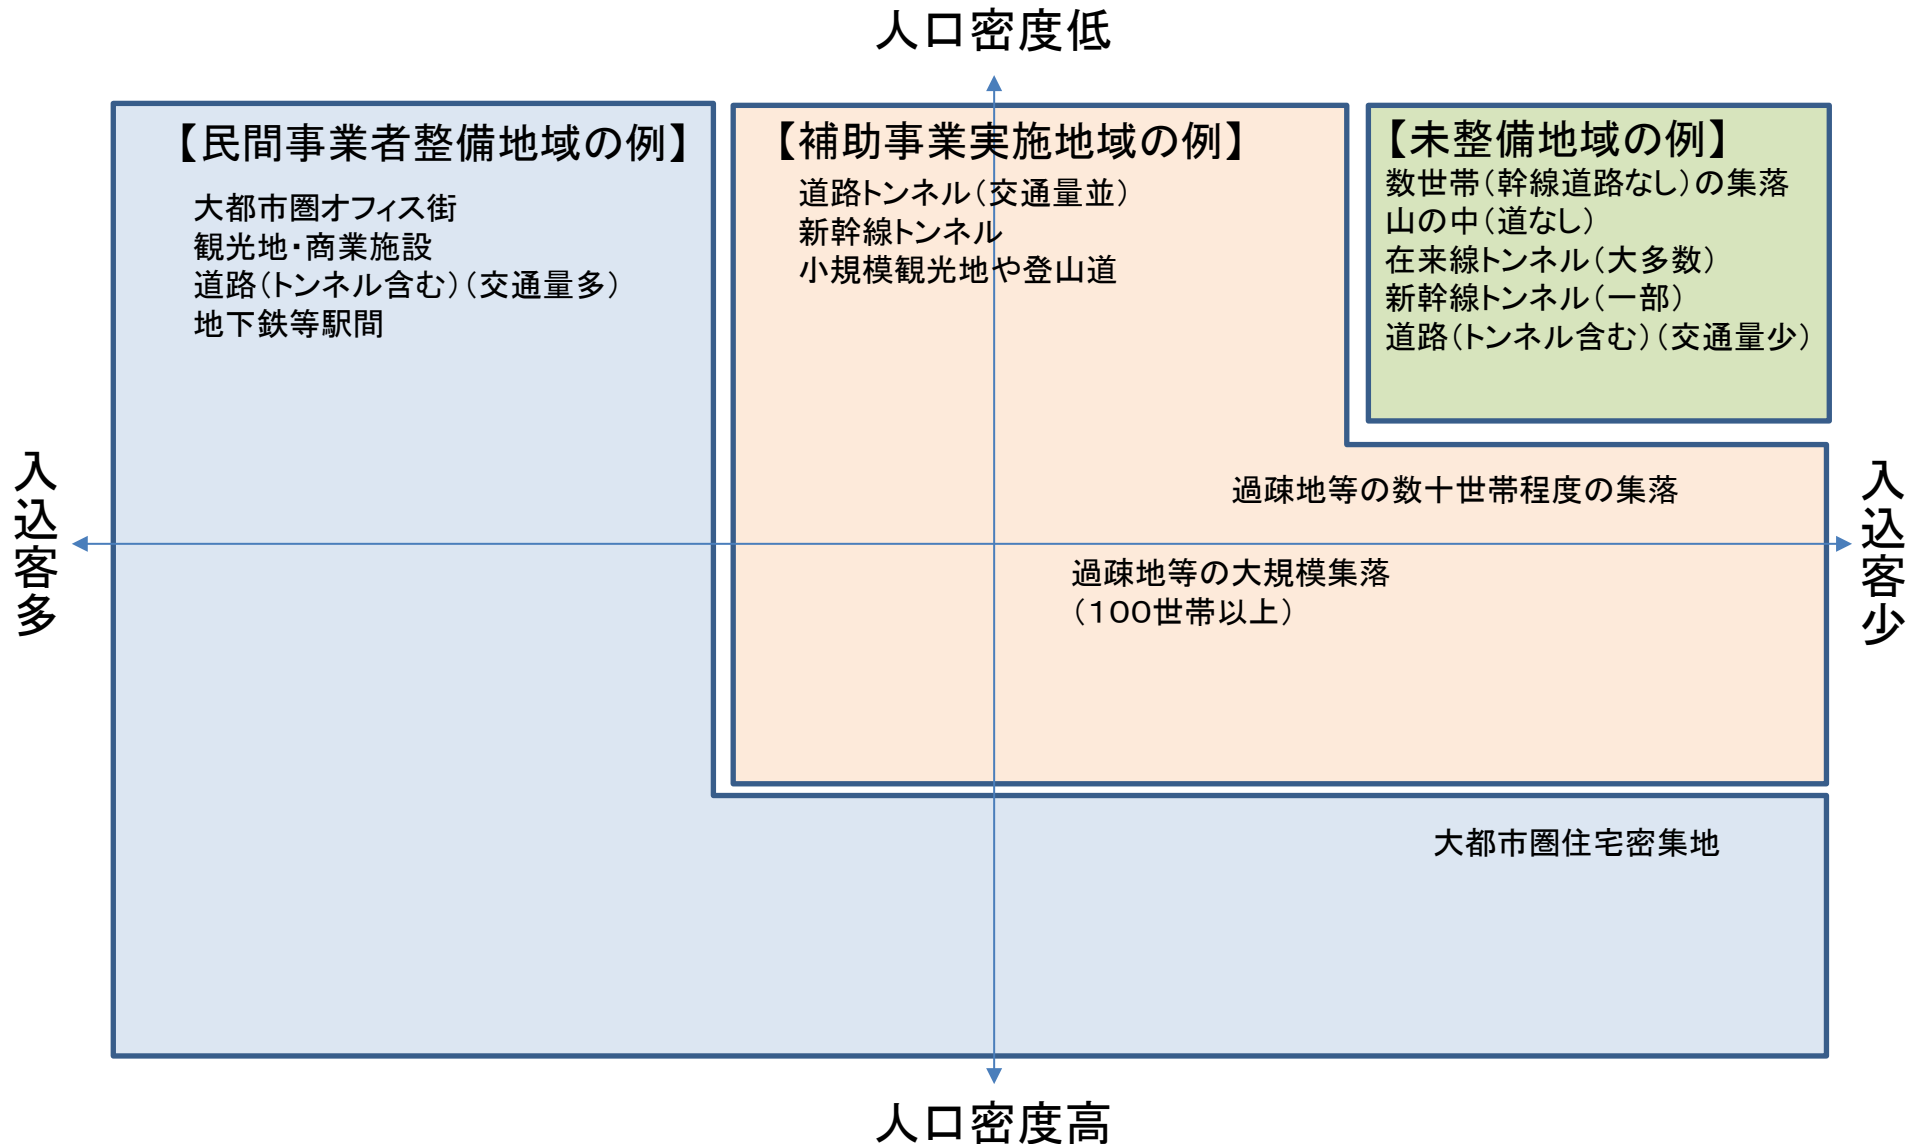 人口密度低
【民間事業者整備地域の例】
大都市圏オフィス街
観光地・商業施設
道路（トンネル含む）（交通量多）
地下鉄等駅間
【補助事業実施地域の例】
道路トンネル（交通量並）
新幹線トンネル
小規模観光地や登山道
【未整備地域の例】
数世帯（幹線道路なし）の集落
山の中（道なし）
在来線トンネル（大多数）
新幹線トンネル（一部）
道路（トンネル含む）（交通量少）
入込客多
過疎地等の数十世帯程度の集落
過疎地等の大規模集落
（１００世帯以上）
入込客少
大都市圏住宅密集地
人口密度高